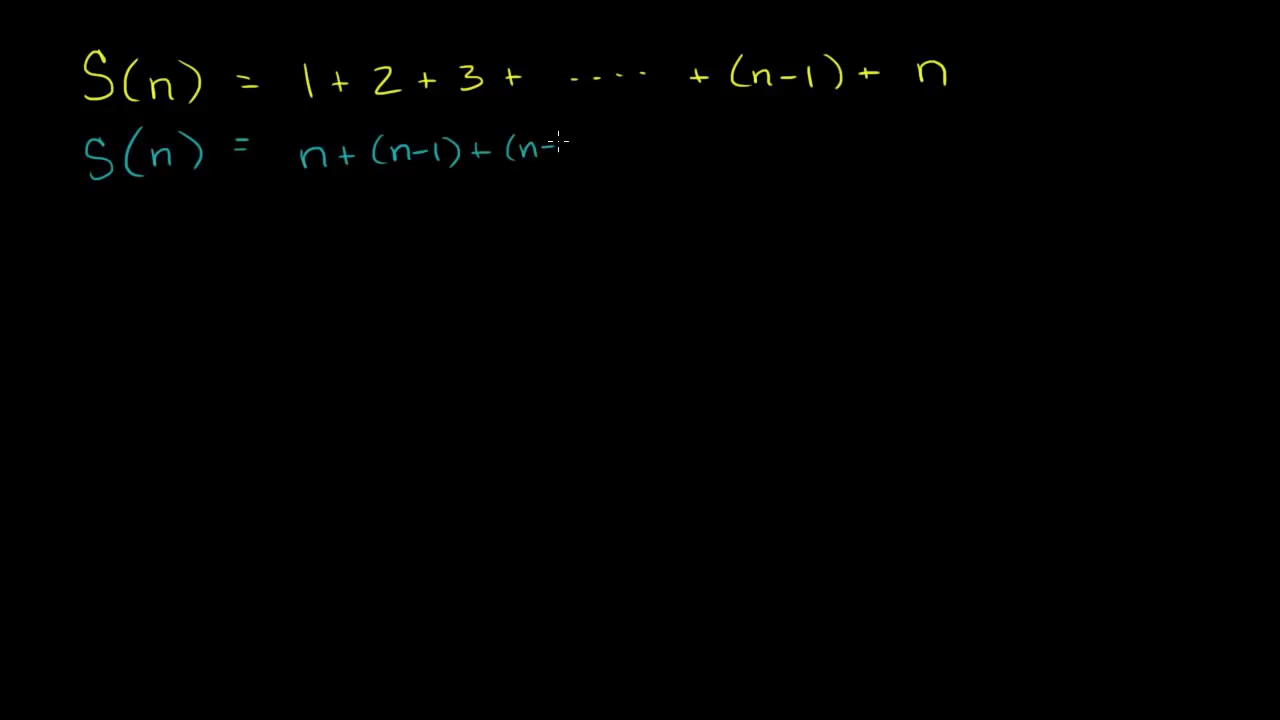 S(n) = 1 + 2 + 3 + ···· + (n-1) + n
S(n) = n + (n-1) + (n-